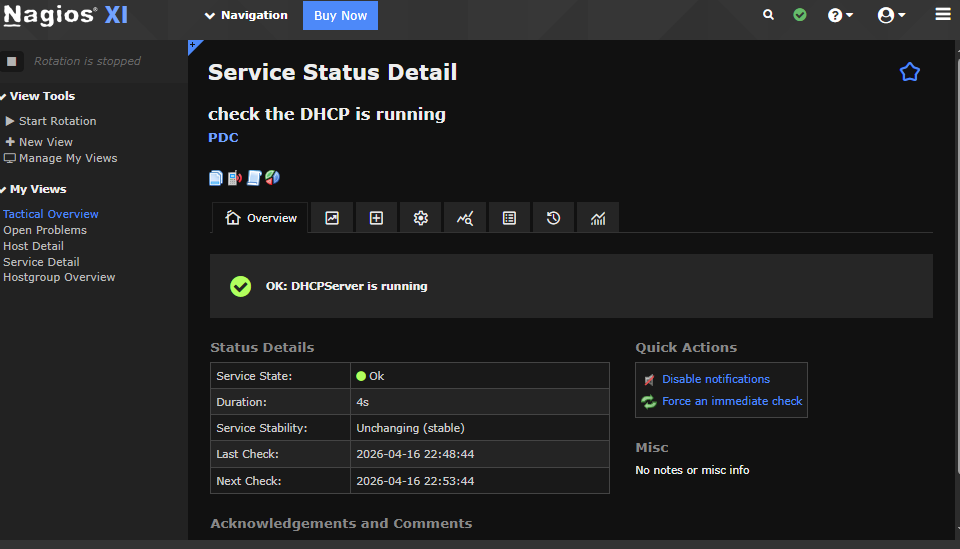 Nagios® XI
Navigation
Buy Now
Rotation is stopped
View Tools
Start Rotation
New View
Manage My Views
My Views
Tactical Overview
Open Problems
Host Detail
Service Detail
Hostgroup Overview
Service Status Detail
check the DHCP is running
PDC
Overview
OK: DHCPServer is running
Status Details
Service State: Ok
Duration: 4s
Service Stability: Unchanging (stable)
Last Check: 2026-04-16 22:48:44
Next Check: 2026-04-16 22:53:44
Quick Actions
Disable notifications
Force an immediate check
Misc
No notes or misc info
Acknowledgements and Comments